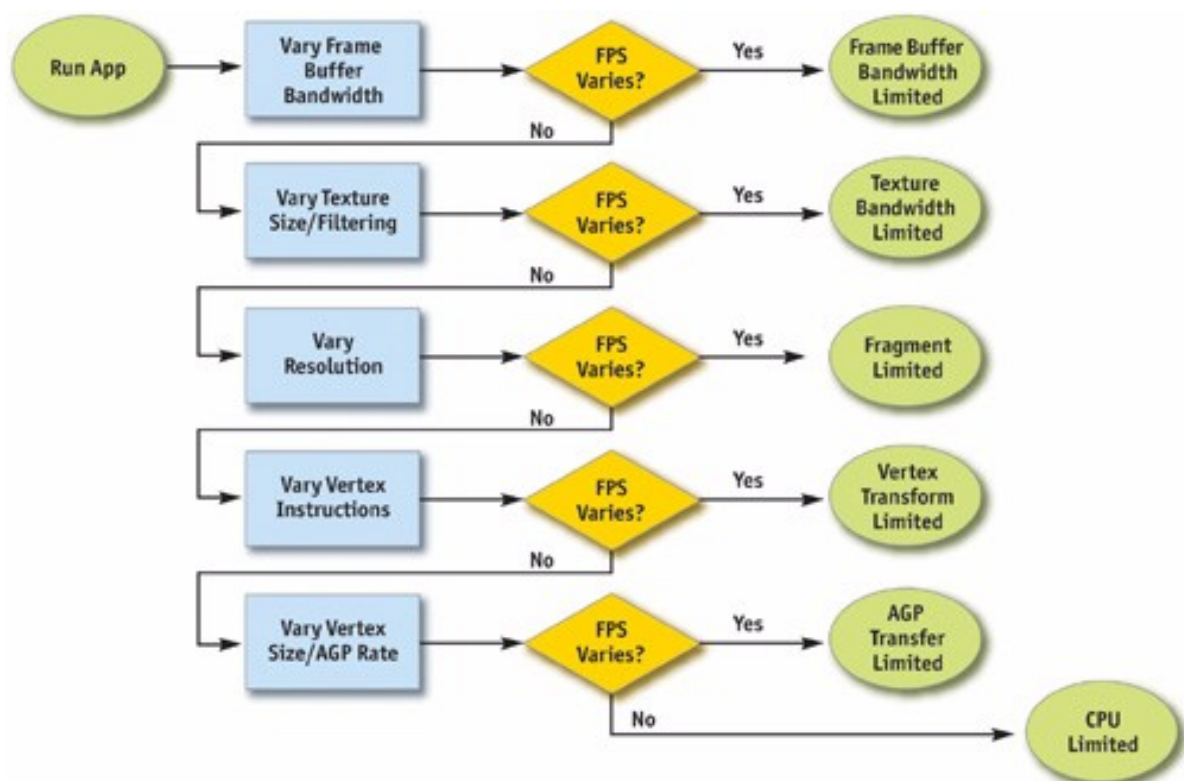 Run App
Vary Frame
Buffer
Bandwidth
FPS
Varies?
Yes
Frame Buffer
Bandwidth
Limited
No
Vary Texture
Size/Filtering
FPS
Varies?
Yes
Texture
Bandwidth
Limited
No
Vary
Resolution
FPS
Varies?
Yes
Fragment
Limited
No
Vary Vertex
Instructions
FPS
Varies?
Yes
Vertex
Transform
Limited
No
Vary Vertex
Size/AGP Rate
FPS
Varies?
Yes
AGP
Transfer
Limited
No
CPU
Limited